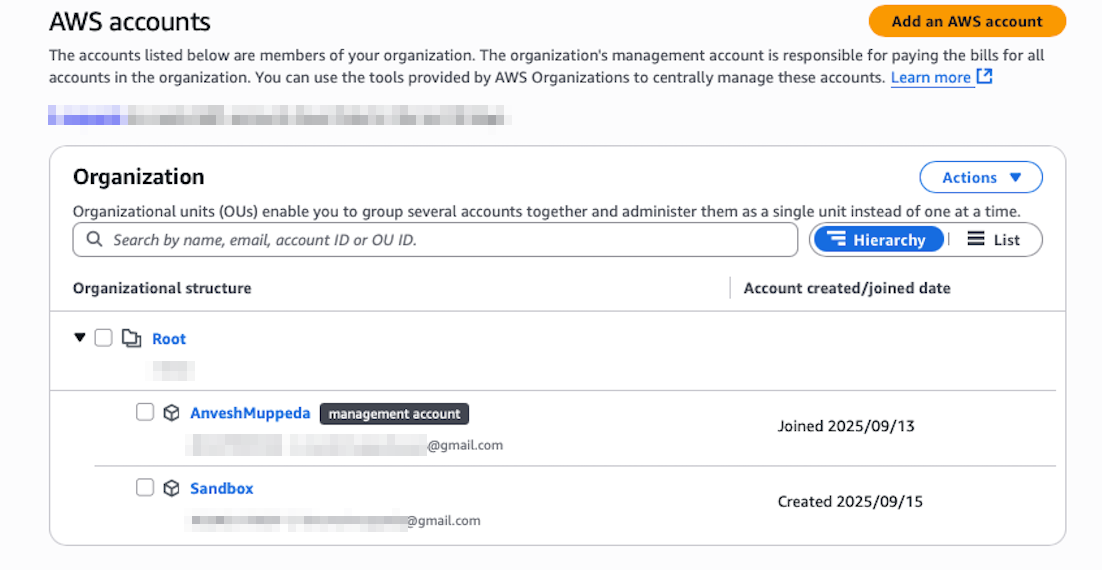 AWS accounts
Add an AWS account
The accounts listed below are members of your organization. The organization's management account is responsible for paying the bills for all
accounts in the organization. You can use the tools provided by AWS Organizations to centrally manage these accounts. Learn more
Organization
Actions
Organizational units (OUs) enable you to group several accounts together and administer them as a single unit instead of one at a time.
Search by name, email, account ID or OU ID.
Hierarchy
List
Organizational structure
Account created/joined date
Root
AnveshMuppeda management account
Joined 2025/09/13
@gmail.com
Sandbox
Created 2025/09/15
@gmail.com